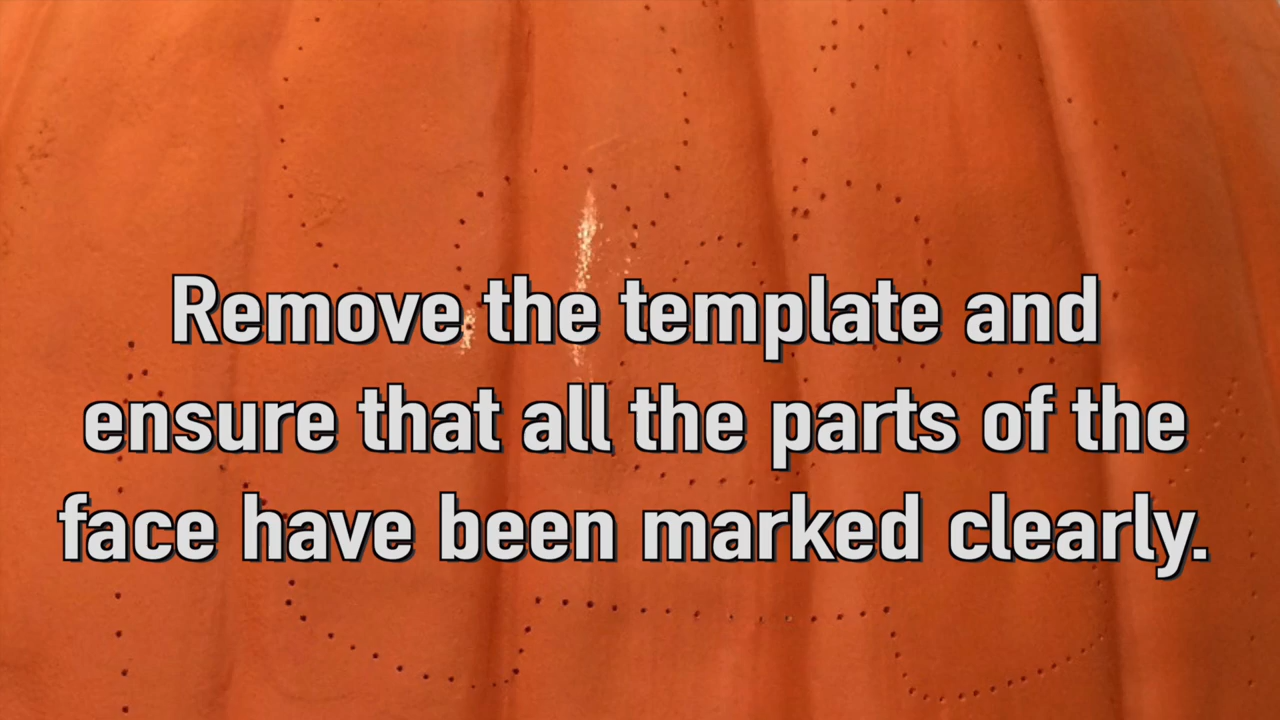 Remove the template and
ensure that all the parts of the
face have been marked clearly.